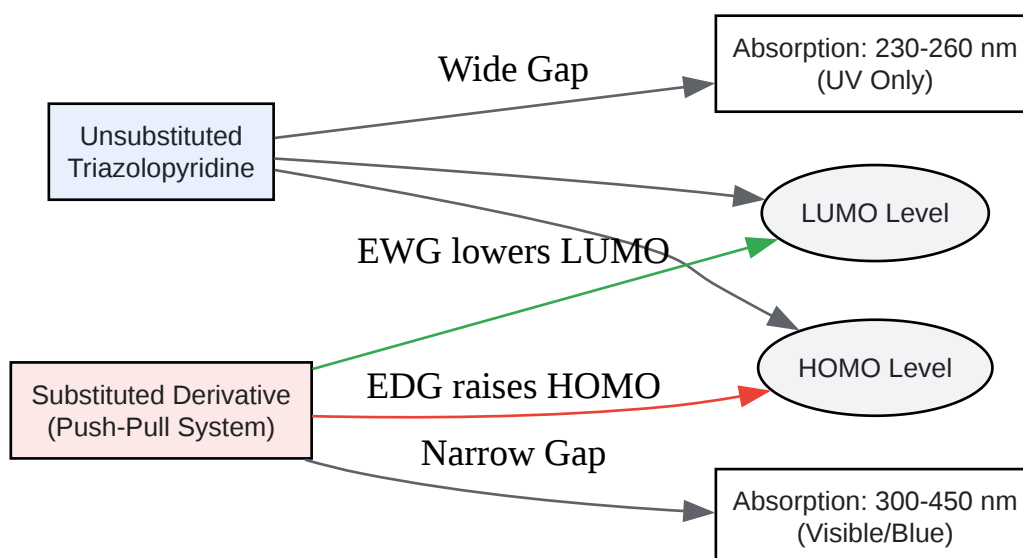 Absorption: 230-260 nm
(UV Only)
Wide Gap
Unsubstituted
Triazolopyridine
LUMO Level
EWG lowers LUMO
HOMO Level
EDG raises HOMO
Substituted Derivative
(Push-Pull System)
Narrow Gap
Absorption: 300-450 nm
(Visible/Blue)